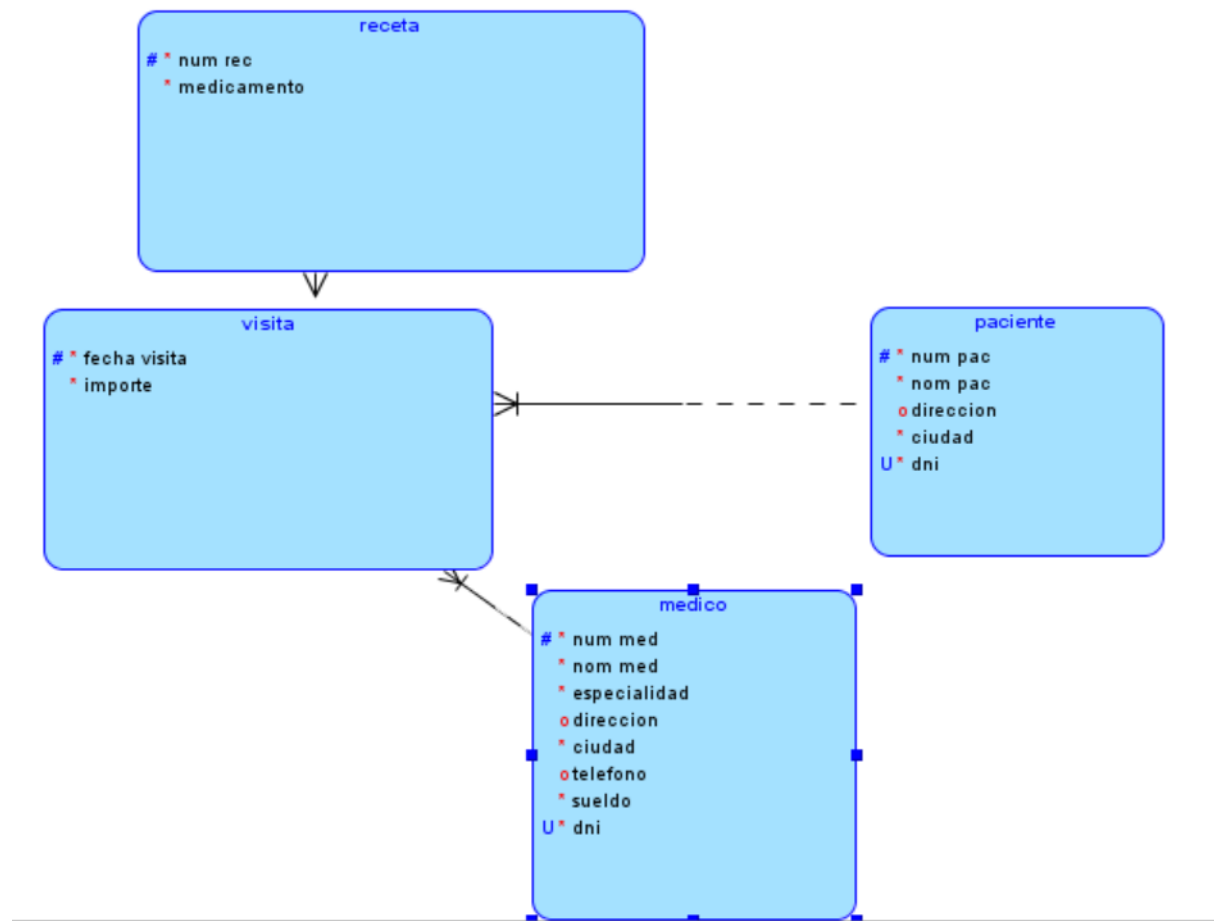 receta
# * num rec
* medicamento
visita
# * fecha visita
* importe
paciente
# * num pac
* nom pac
o direccion
* ciudad
U * dni
medico
# * num med
* nom med
* especialidad
o direccion
* ciudad
o telefono
* sueldo
U * dni